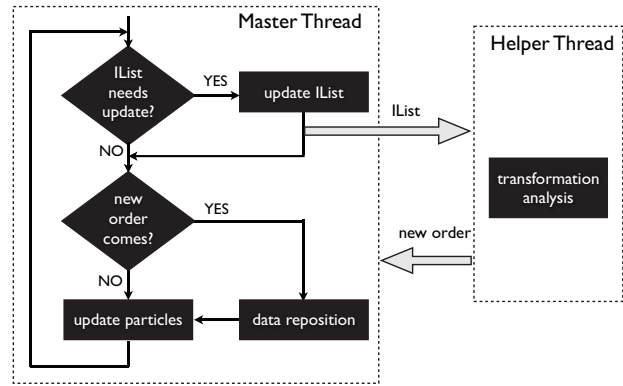 Master Thread
Helper Thread
IList
needs
update?
YES
update IList
IList
NO
transformation
analysis
new
order
comes?
YES
new order
NO
update particles
data reposition